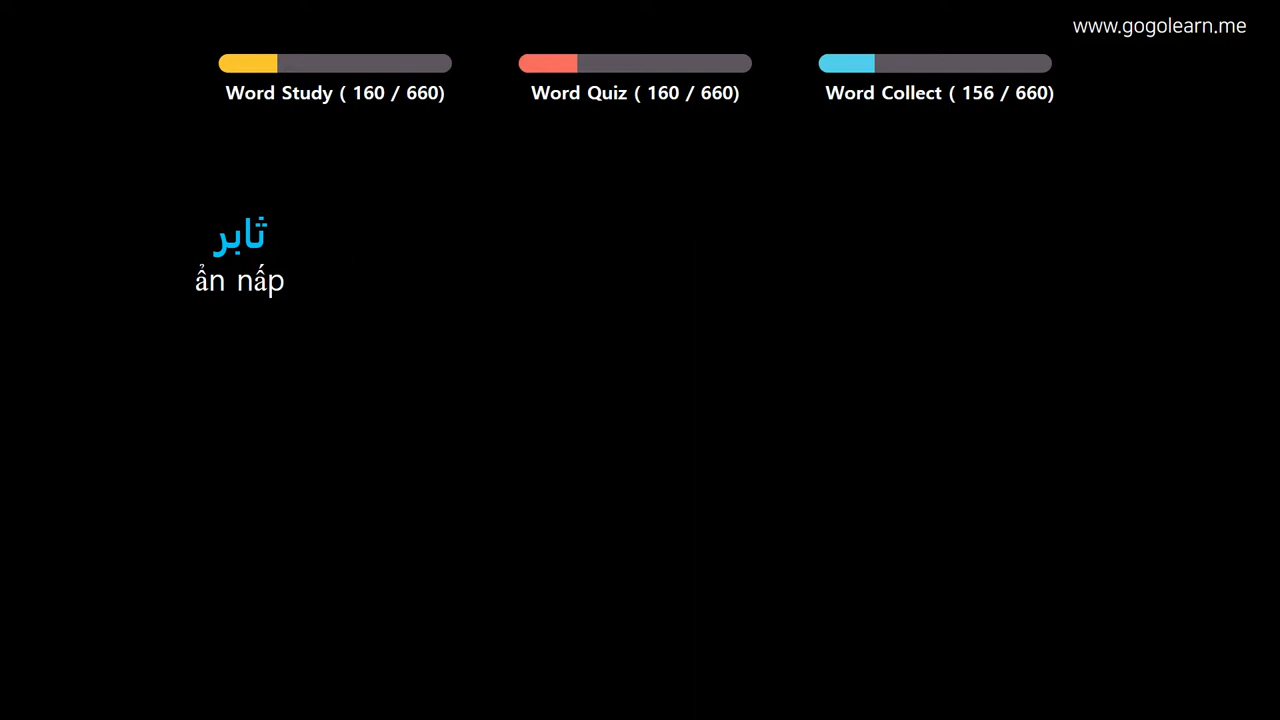 www.gogolearn.me
Word Study ( 160 / 660)
Word Quiz ( 160 / 660)
Word Collect ( 156 / 660)
ثابر
ẩn nấp